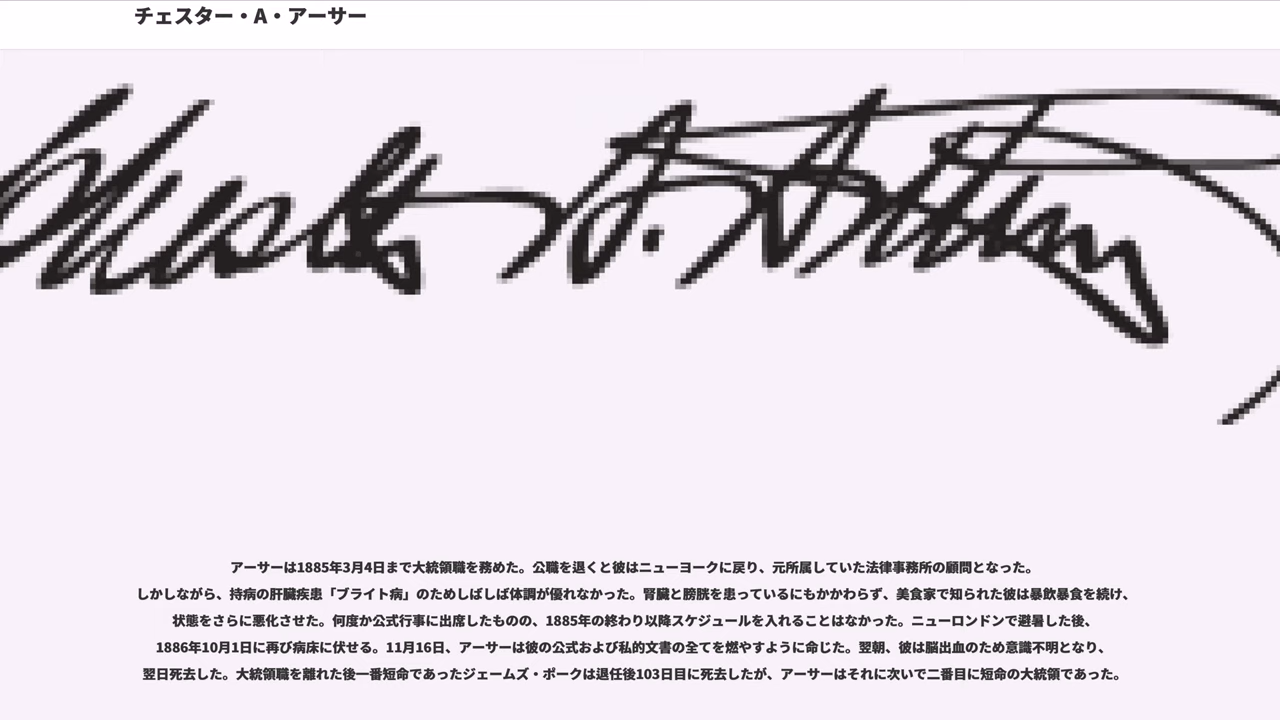 チェスター・A・アーサー
Chester A. Arthur
アーサーは1885年3月4日まで大統領職を務めた。公職を退くと彼はニューヨークに戻り、元所属していた法律事務所の顧問となった。
しかしながら、持病の肝臓疾患「ブライト病」のためしばしば体調が優れなかった。腎臓と膀胱を患っているにもかかわらず、美食家で知られた彼は暴飲暴食を続け、
状態をさらに悪化させた。何度か公式行事に出席したものの、1885年の終わり以降スケジュールを入れることはなかった。ニューロンドンで避暑した後、
1886年10月1日に再び病床に伏せる。11月16日、アーサーは彼の公式および私的文書の全てを燃やすように命じた。翌朝、彼は脳出血のため意識不明となり、
翌日死去した。大統領職を離れた後一番短命であったジェームズ・ポークは退任後103日目に死去したが、アーサーはそれに次いで二番目に短命の大統領であった。